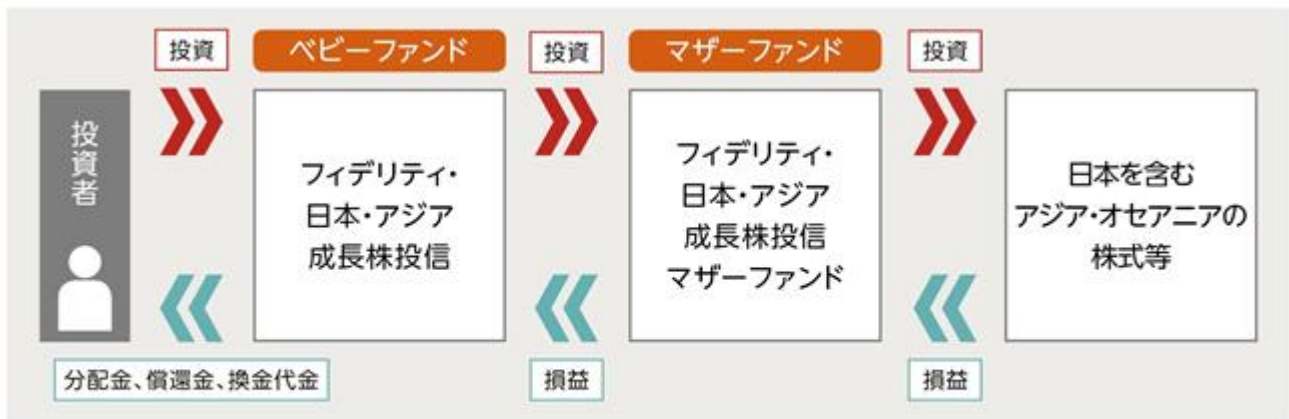 投資
ベビーファンド
投資
マザーファンド
投資
投資者
フィデリティ・
日本・アジア
成長株投信
フィデリティ・
日本・アジア
成長株投信
マザーファンド
日本を含む
アジア・オセアニアの
株式等
分配金、償還金、換金代金
損益
損益